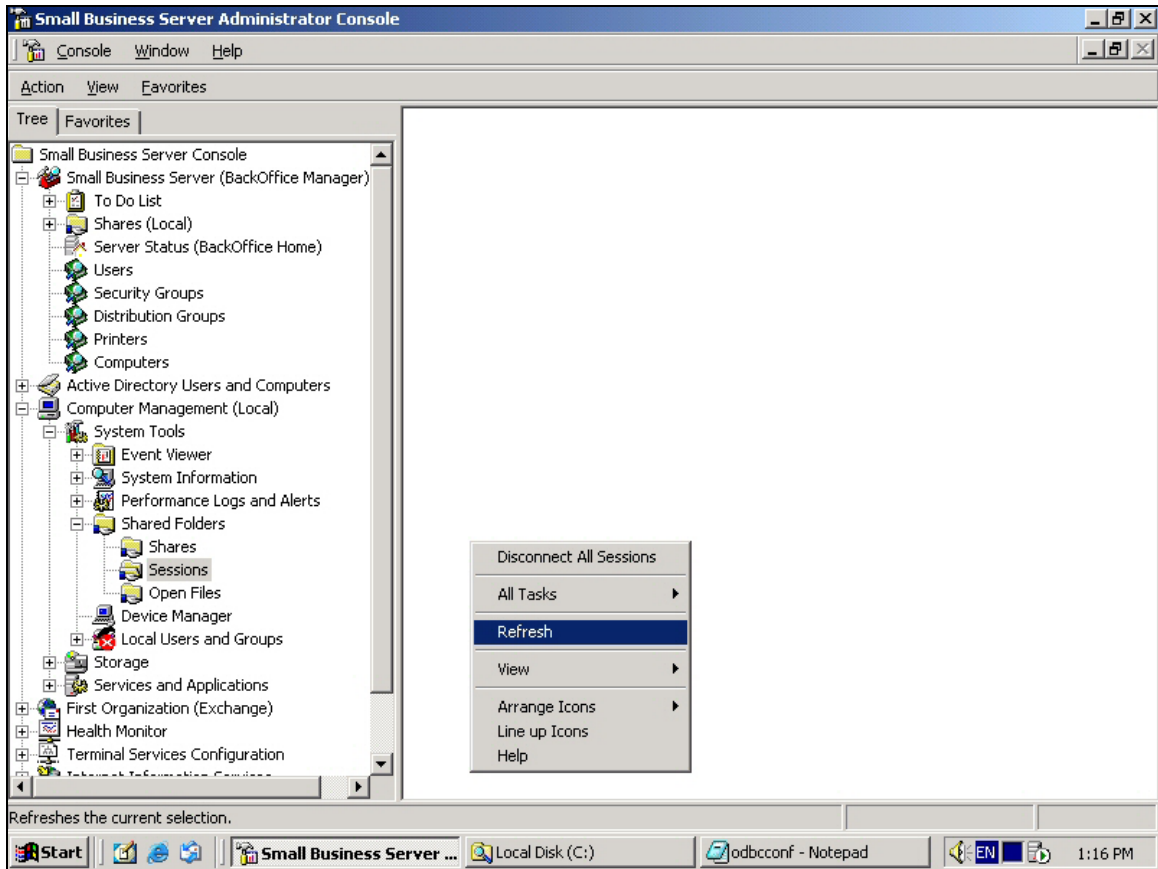 Small Business Server Administrator Console
Console Window Help
Action View Favorites
Tree Favorites
Small Business Server Console
Small Business Server (BackOffice Manager)
To Do List
Shares (Local)
Server Status (BackOffice Home)
Users
Security Groups
Distribution Groups
Printers
Computers
Active Directory Users and Computers
Computer Management (Local)
System Tools
Event Viewer
System Information
Performance Logs and Alerts
Shared Folders
Shares
Sessions
Open Files
Device Manager
Local Users and Groups
Storage
Services and Applications
First Organization (Exchange)
Health Monitor
Terminal Services Configuration
Internet Information Services
Disconnect All Sessions
All Tasks
Refresh
View
Arrange Icons
Line up Icons
Help
Refreshes the current selection.
Start Small Business Server ... Local Disk (C:) odbcconf - Notepad EN 1:16 PM